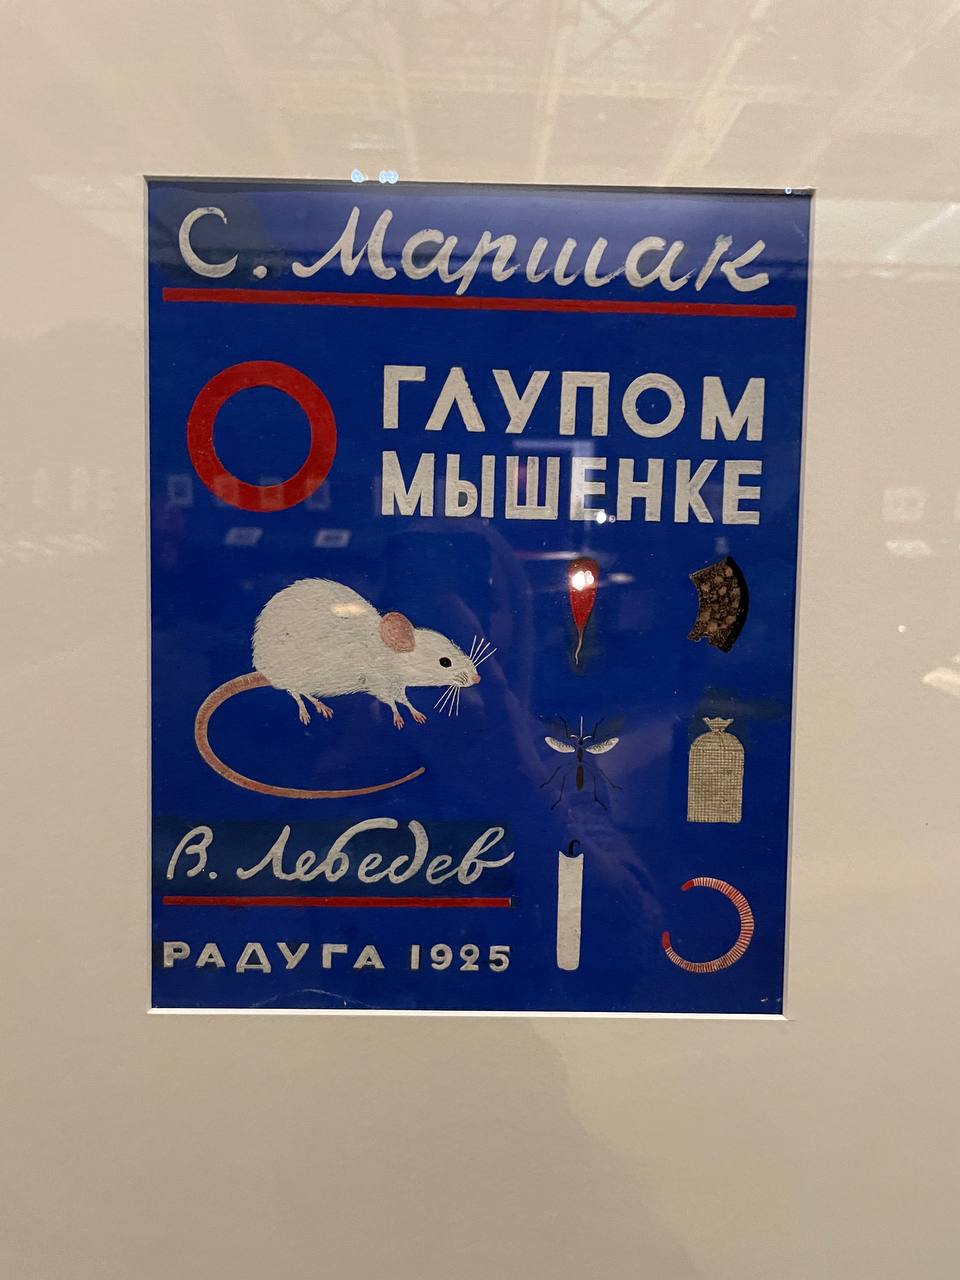 С. Маршак
О ГЛУПОМ
МЫШЕНКЕ
В. Лебедев
РАДУГА 1925